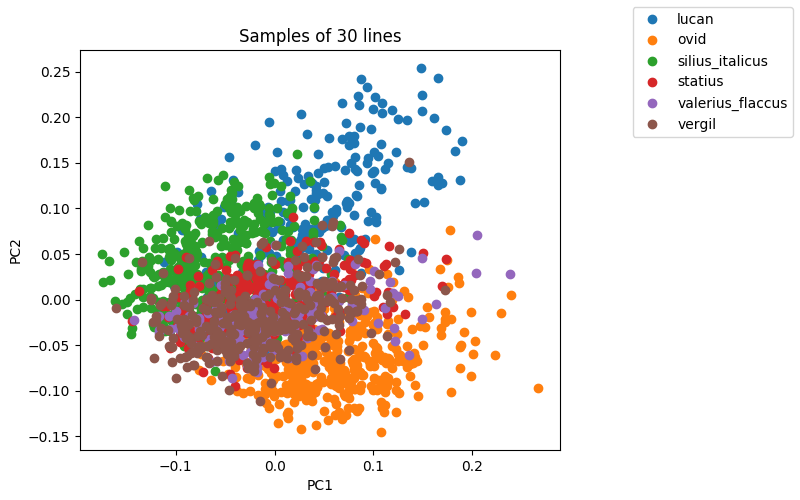 Samples of 30 lines
lucan
ovid
silius_italicus
statius
valerius_flaccus
vergil
0.25
0.20
0.15
0.10
0.05
0.00
−0.05
−0.10
−0.15
PC2
−0.1
0.0
0.1
0.2
PC1